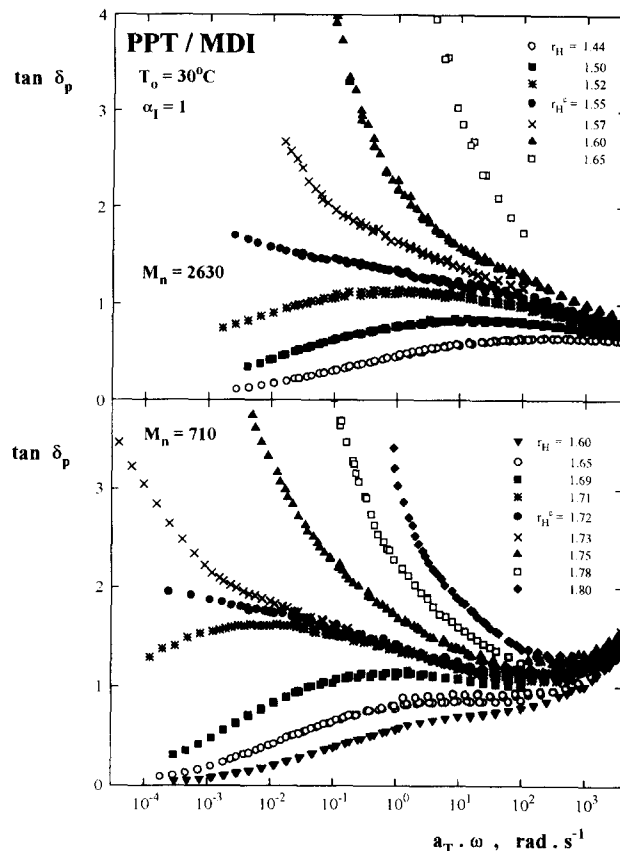 PPT / MDI
tan δp
To = 30°C
αI = 1
Mn = 2630
rH = 1.44
1.50
1.52
rHc = 1.55
1.57
1.60
1.65
4
3
2
1
0
Mn = 710
tan δp
rH = 1.60
1.65
1.69
1.71
rHc = 1.72
1.73
1.75
1.78
1.80
3
2
1
0
10-4 10-3 10-2 10-1 100 101 102 103
aT . ω , rad . s-1